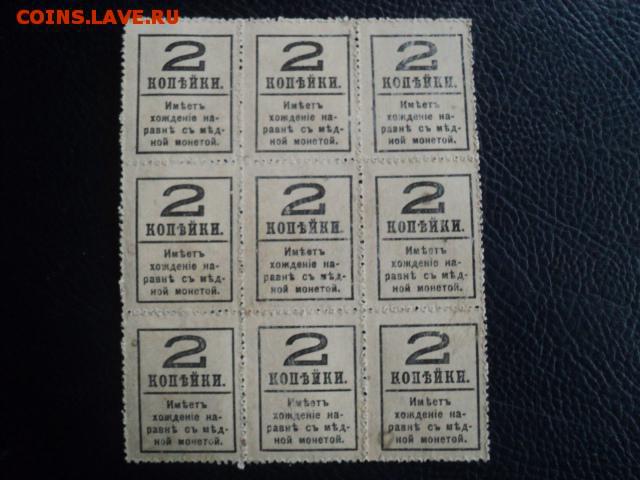 COINS.LAVE.RU
2 2 2
КОПѢЙКИ. КОПѢЙКИ. КОПѢЙКИ.
Имѣетъ Имѣетъ Имѣетъ
хожденіе на- хожденіе на- хожденіе на-
равнѣ съ мѣд- равнѣ съ мѣд- равнѣ съ мѣд-
ной монетой. ной монетой. ной монетой.
2 2 2
КОПѢЙКИ. КОПѢЙКИ. КОПѢЙКИ.
Имѣетъ Имѣетъ Имѣетъ
хожденіе на- хожденіе на- хожденіе на-
равнѣ съ мѣд- равнѣ съ мѣд- равнѣ съ мѣд-
ной монетой. ной монетой. ной монетой.
2 2 2
КОПѢЙКИ. КОПѢЙКИ. КОПѢЙКИ.
Имѣетъ Имѣетъ Имѣетъ
хожденіе на- хожденіе на- хожденіе на-
равнѣ съ мѣд- равнѣ съ мѣд- равнѣ съ мѣд-
ной монетой. ной монетой. ной монетой.